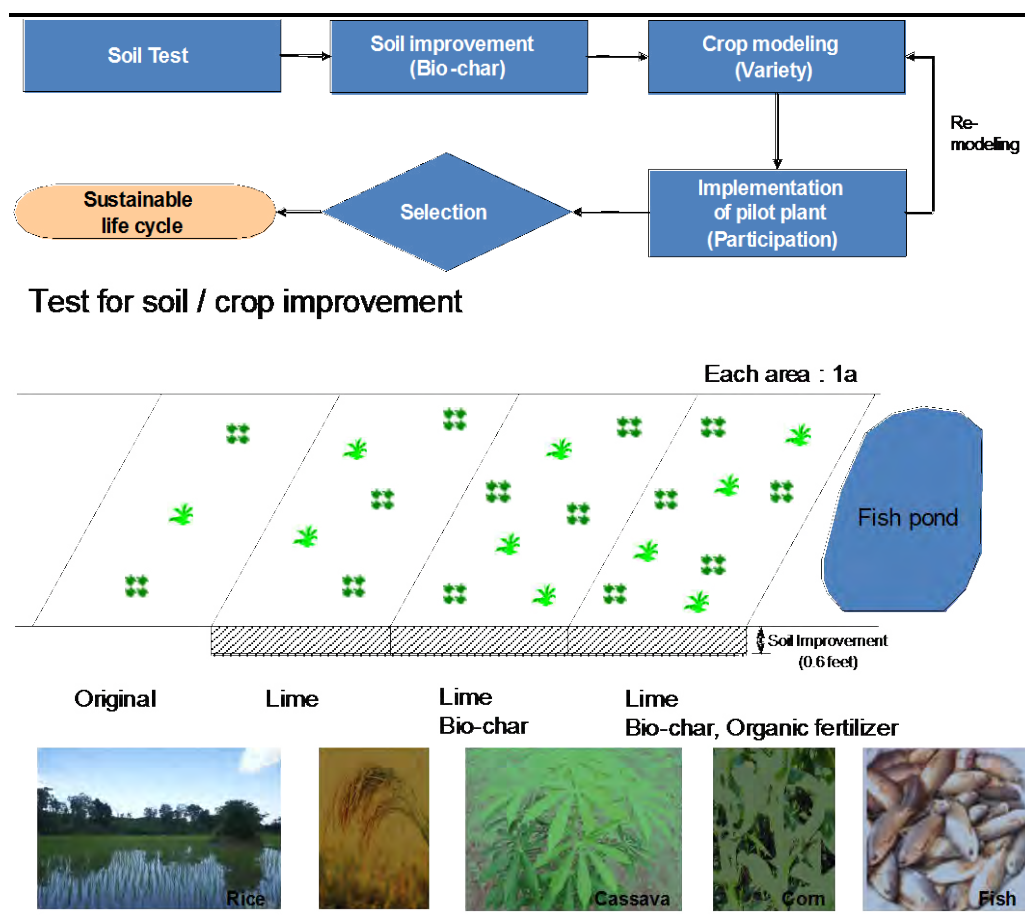 Soil Test
Soil improvement
(Bio-char)
Crop modeling
(Variety)
Re-
modeling
Sustainable
life cycle
Selection
Implementation
of pilot plant
(Participation)
Test for soil / crop improvement
Each area : 1a
Fish pond
Soil Improvement
(0.6 feet)
Original
Lime
Lime
Bio-char
Lime
Bio-char, Organic fertilizer
Rice
Cassava
Corn
Fish